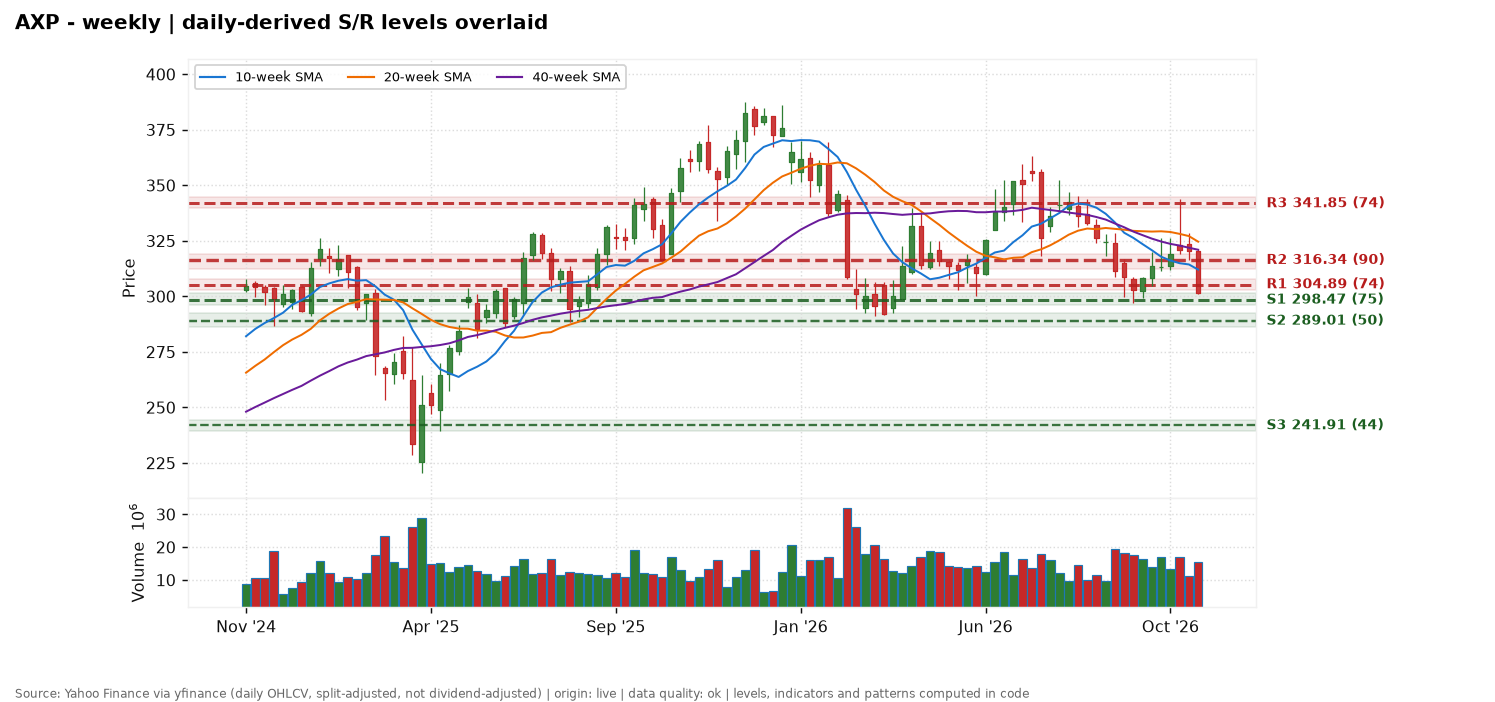 AXP - weekly | daily-derived S/R levels overlaid
10-week SMA 20-week SMA 40-week SMA
400
375
350
325
300
275
250
225
Price
R3 341.85 (74)
R2 316.34 (90)
R1 304.89 (74)
S1 298.47 (75)
S2 289.01 (50)
S3 241.91 (44)
30
20
10
Volume 10⁶
Nov '24 Apr '25 Sep '25 Jan '26 Jun '26 Oct '26
Source: Yahoo Finance via yfinance (daily OHLCV, split-adjusted, not dividend-adjusted) | origin: live | data quality: ok | levels, indicators and patterns computed in code